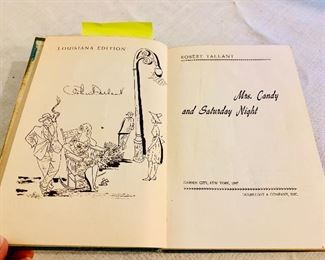 LOUISIANA EDITION
ROBERT TALLANT
Mrs. Candy
and Saturday Night
GARDEN CITY, NEW YORK, 1947
DOUBLEDAY & COMPANY, INC.